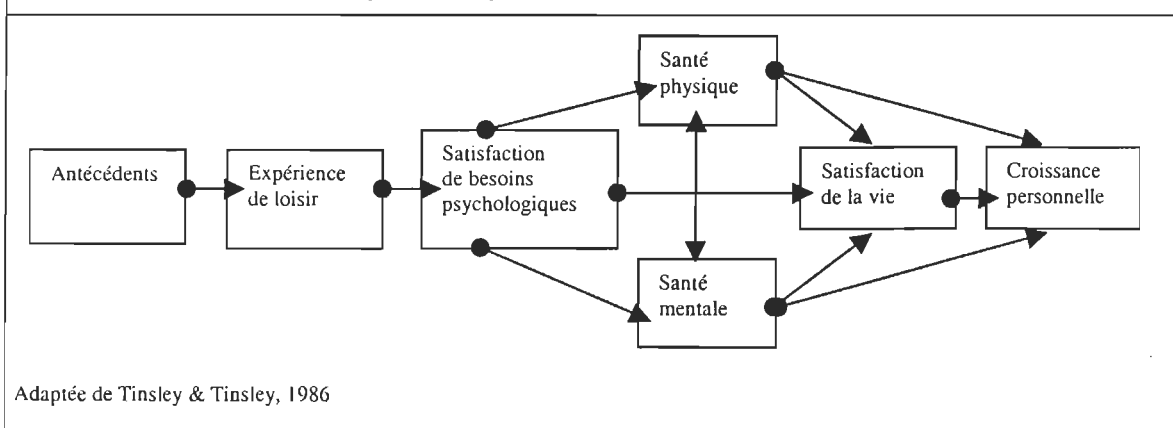 Antécédents
Expérience
de loisir
Satisfaction
de besoins
psychologiques
Santé
physique
Santé
mentale
Satisfaction
de la vie
Croissance
personnelle
Adaptée de Tinsley & Tinsley, 1986